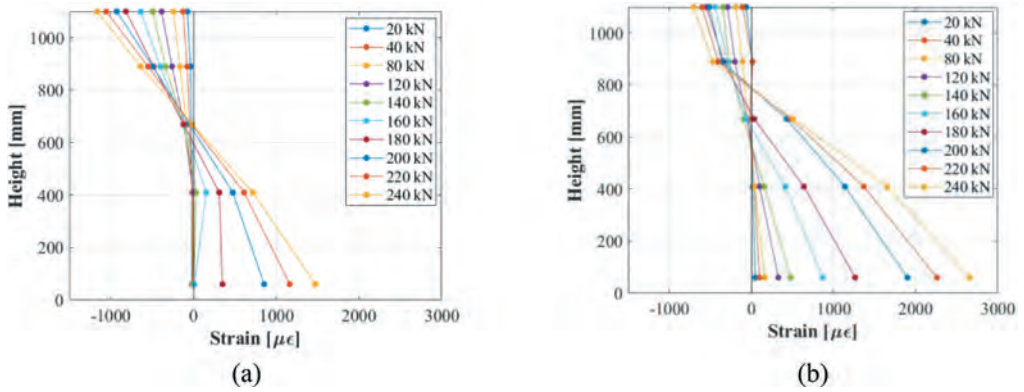 1000
800
600
400
200
0
Height [mm]
-1000 0 1000 2000 3000
Strain [με]
20 kN
40 kN
80 kN
120 kN
140 kN
160 kN
180 kN
200 kN
220 kN
240 kN
(a)
1000
800
600
400
200
0
Height [mm]
-1000 0 1000 2000 3000
Strain [με]
20 kN
40 kN
80 kN
120 kN
140 kN
160 kN
180 kN
200 kN
220 kN
240 kN
(b)